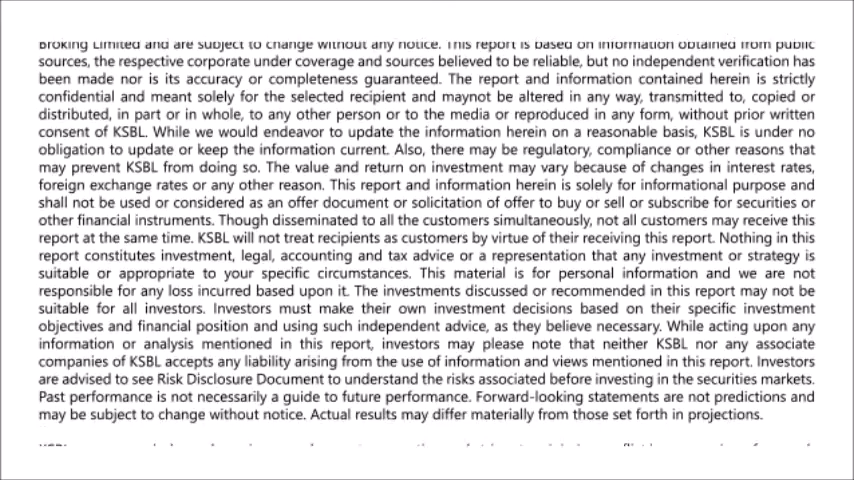 Broking Limited and are subject to change without any notice. This report is based on information obtained from public
sources, the respective corporate under coverage and sources believed to be reliable, but no independent verification has
been made nor is its accuracy or completeness guaranteed. The report and information contained herein is strictly
confidential and meant solely for the selected recipient and maynot be altered in any way, transmitted to, copied or
distributed, in part or in whole, to any other person or to the media or reproduced in any form, without prior written
consent of KSBL. While we would endeavor to update the information herein on a reasonable basis, KSBL is under no
obligation to update or keep the information current. Also, there may be regulatory, compliance or other reasons that
may prevent KSBL from doing so. The value and return on investment may vary because of changes in interest rates,
foreign exchange rates or any other reason. This report and information herein is solely for informational purpose and
shall not be used or considered as an offer document or solicitation of offer to buy or sell or subscribe for securities or
other financial instruments. Though disseminated to all the customers simultaneously, not all customers may receive this
report at the same time. KSBL will not treat recipients as customers by virtue of their receiving this report. Nothing in this
report constitutes investment, legal, accounting and tax advice or a representation that any investment or strategy is
suitable or appropriate to your specific circumstances. This material is for personal information and we are not
responsible for any loss incurred based upon it. The investments discussed or recommended in this report may not be
suitable for all investors. Investors must make their own investment decisions based on their specific investment
objectives and financial position and using such independent advice, as they believe necessary. While acting upon any
information or analysis mentioned in this report, investors may please note that neither KSBL nor any associate
companies of KSBL accepts any liability arising from the use of information and views mentioned in this report. Investors
are advised to see Risk Disclosure Document to understand the risks associated before investing in the securities markets.
Past performance is not necessarily a guide to future performance. Forward-looking statements are not predictions and
may be subject to change without notice. Actual results may differ materially from those set forth in projections.